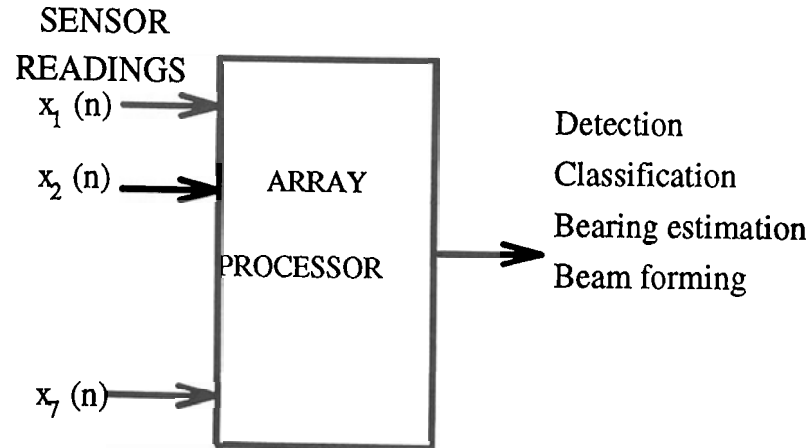 SENSOR
READINGS
x₁ (n)
x₂ (n)
x₇ (n)
ARRAY
PROCESSOR
Detection
Classification
Bearing estimation
Beam forming